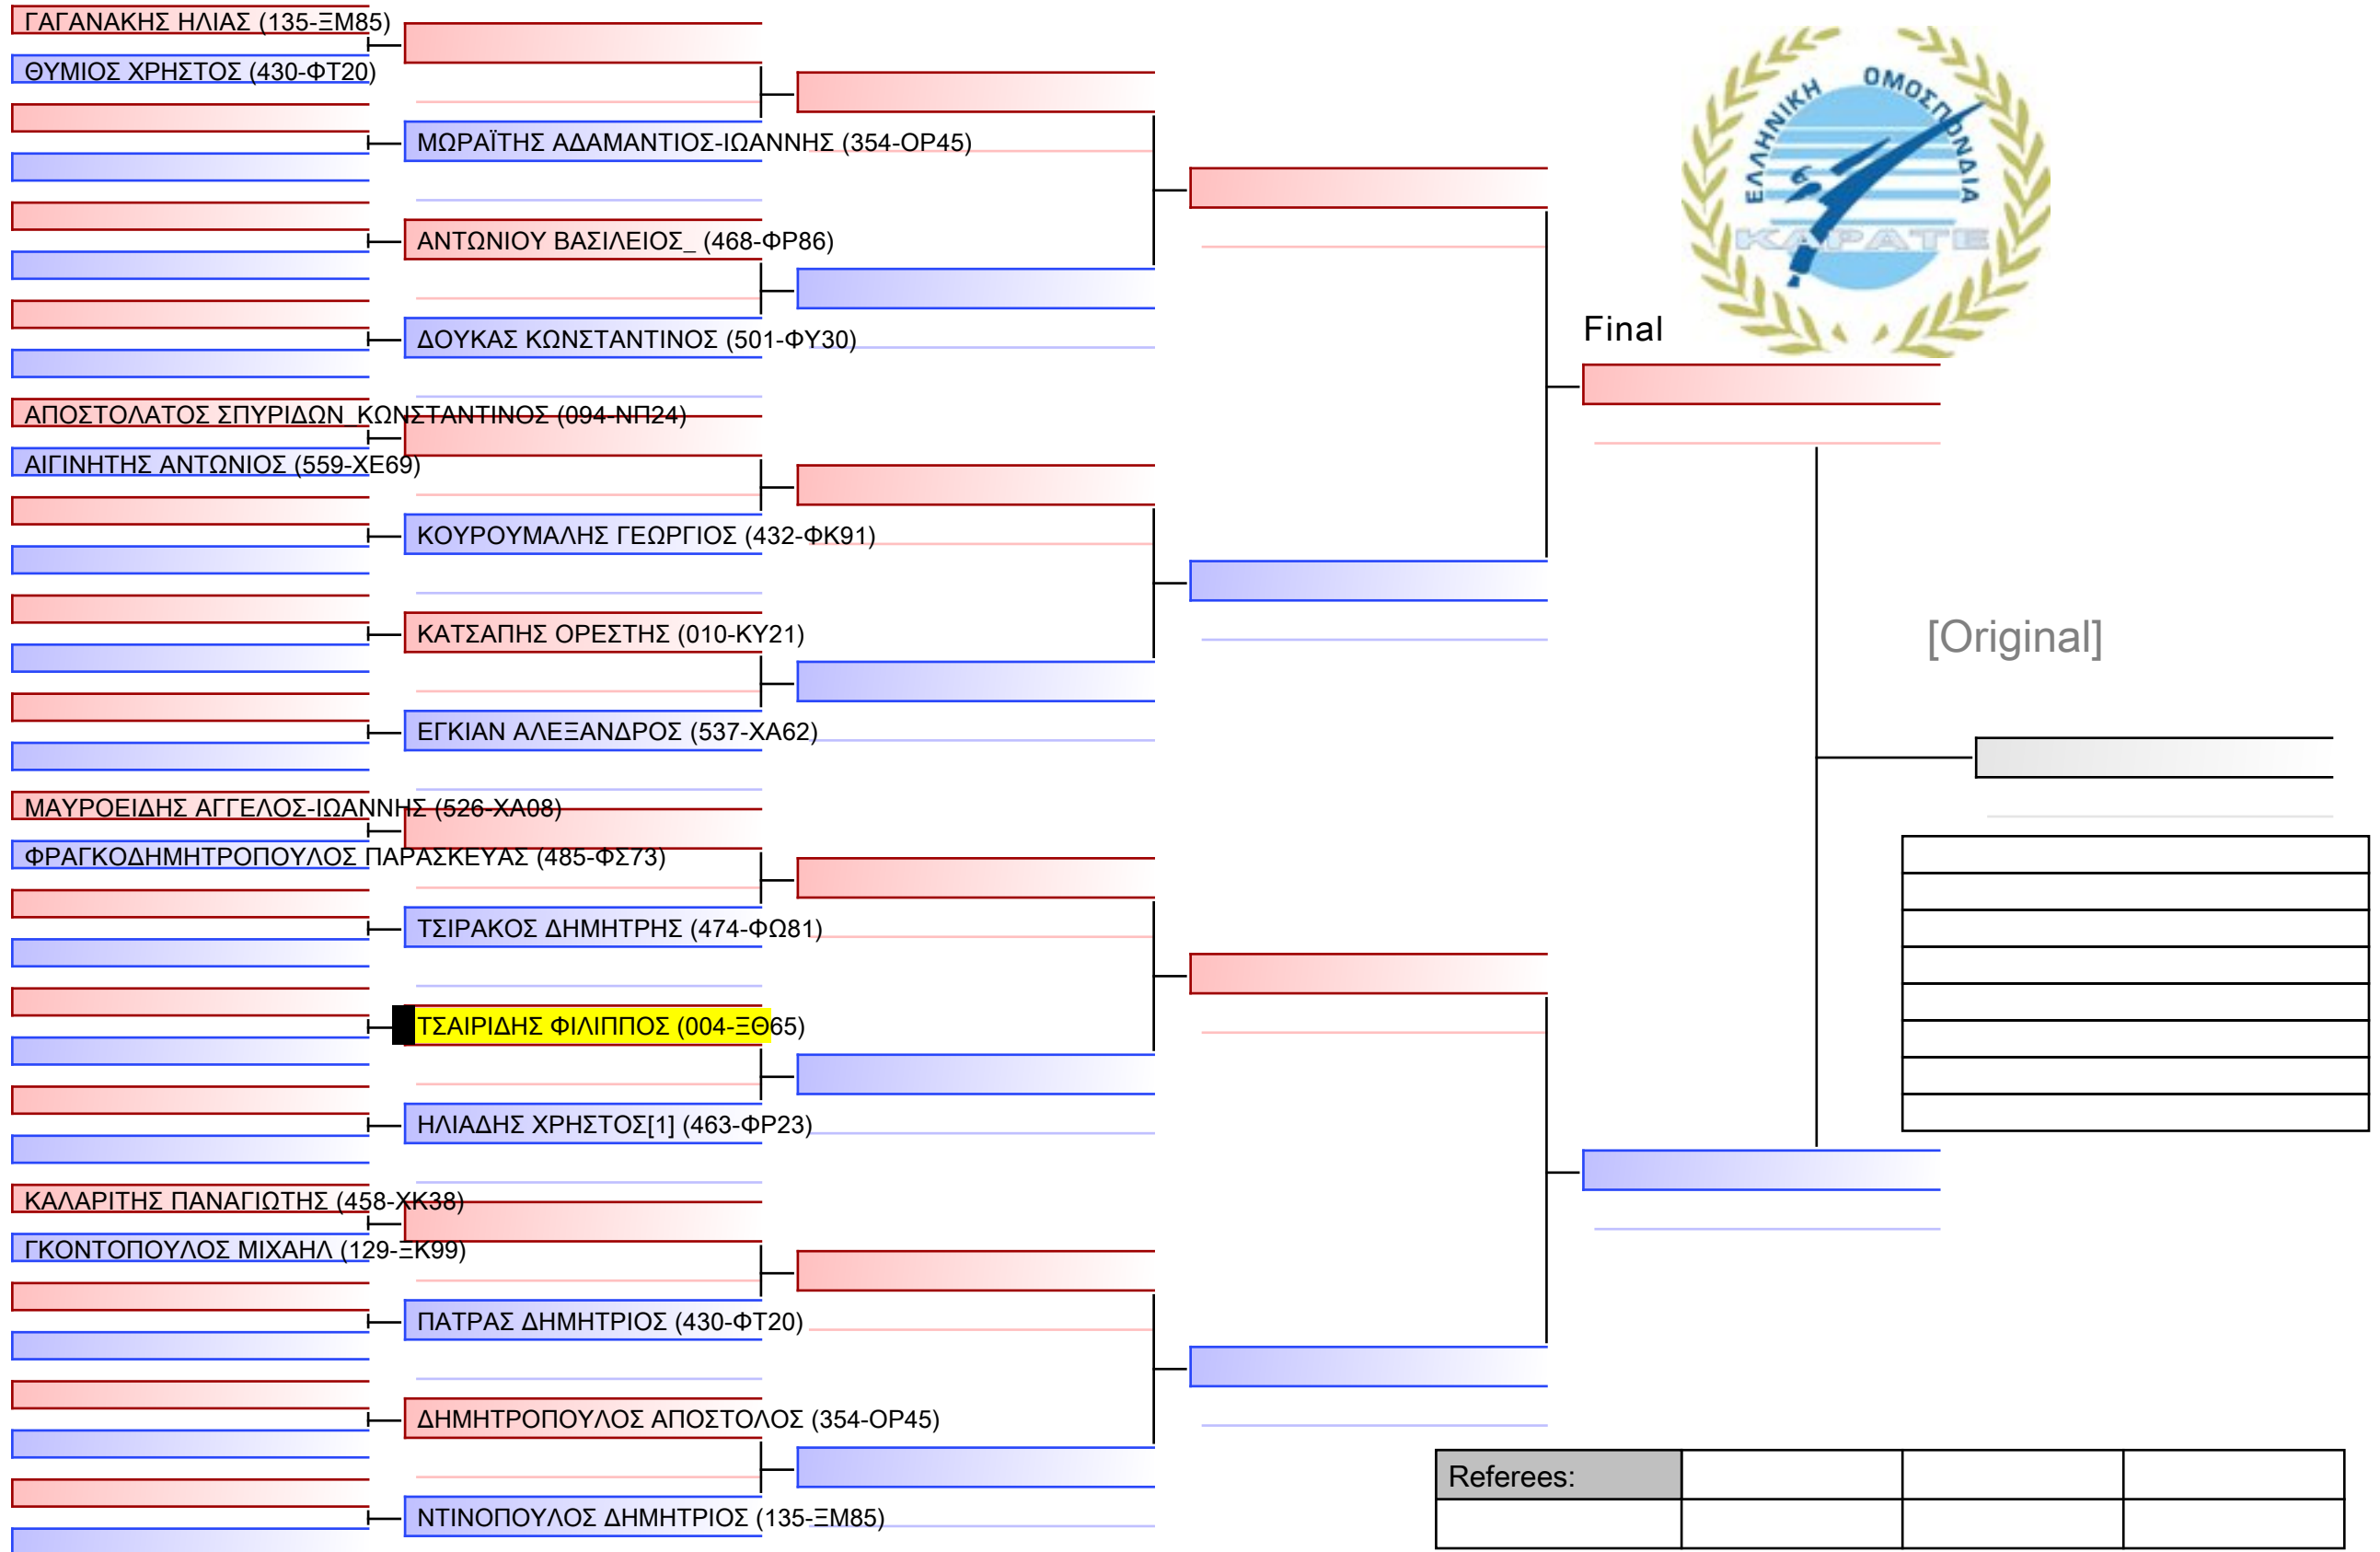 ΓΑΓΑΝΑΚΗΣ ΗΛΙΑΣ (135-ΞΜ85)
ΘΥΜΙΟΣ ΧΡΗΣΤΟΣ (430-ΦΤ20)
ΜΩΡΑΪΤΗΣ ΑΔΑΜΑΝΤΙΟΣ-ΙΩΑΝΝΗΣ (354-ΟΡ45)
ΑΝΤΩΝΙΟΥ ΒΑΣΙΛΕΙΟΣ_ (468-ΦΡ86)
ΔΟΥΚΑΣ ΚΩΝΣΤΑΝΤΙΝΟΣ (501-ΦΥ30)
ΑΠΟΣΤΟΛΑΤΟΣ ΣΠΥΡΙΔΩΝ_ΚΩΝΣΤΑΝΤΙΝΟΣ (094-ΝΠ24)
ΑΙΓΙΝΗΤΗΣ ΑΝΤΩΝΙΟΣ (559-ΧΕ69)
ΚΟΥΡΟΥΜΑΛΗΣ ΓΕΩΡΓΙΟΣ (432-ΦΚ91)
ΚΑΤΣΑΠΗΣ ΟΡΕΣΤΗΣ (010-ΚΥ21)
ΕΓΚΙΑΝ ΑΛΕΞΑΝΔΡΟΣ (537-ΧΑ62)
ΜΑΥΡΟΕΙΔΗΣ ΑΓΓΕΛΟΣ-ΙΩΑΝΝΗΣ (526-ΧΑ08)
ΦΡΑΓΚΟΔΗΜΗΤΡΟΠΟΥΛΟΣ ΠΑΡΑΣΚΕΥΑΣ (485-ΦΣ73)
ΤΣΙΡΑΚΟΣ ΔΗΜΗΤΡΗΣ (474-ΦΩ81)
ΤΣΑΙΡΙΔΗΣ ΦΙΛΙΠΠΟΣ (004-ΞΘ65)
ΗΛΙΑΔΗΣ ΧΡΗΣΤΟΣ[1] (463-ΦΡ23)
ΚΑΛΑΡΙΤΗΣ ΠΑΝΑΓΙΩΤΗΣ (458-ΧΚ38)
ΓΚΟΝΤΟΠΟΥΛΟΣ ΜΙΧΑΗΛ (129-ΞΚ99)
ΠΑΤΡΑΣ ΔΗΜΗΤΡΙΟΣ (430-ΦΤ20)
ΔΗΜΗΤΡΟΠΟΥΛΟΣ ΑΠΟΣΤΟΛΟΣ (354-ΟΡ45)
ΝΤΙΝΟΠΟΥΛΟΣ ΔΗΜΗΤΡΙΟΣ (135-ΞΜ85)
ΕΛΛΗΝΙΚΗ ΟΜΟΣΠΟΝΔΙΑ
ΚΑΡΑΤΕ
Final
[Original]
Referees: